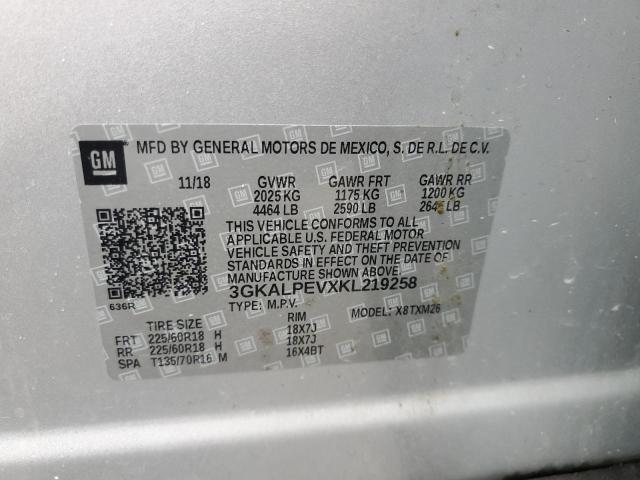 GM MFD BY GENERAL MOTORS DE MEXICO, S. DE R.L. DE C.V.
11/18 GVWR GAWR FRT GAWR RR
2025 KG 1175 KG 1200 KG
4464 LB 2590 LB 2645 LB
THIS VEHICLE CONFORMS TO ALL
APPLICABLE U.S. FEDERAL MOTOR
VEHICLE SAFETY AND THEFT PREVENTION
STANDARDS IN EFFECT ON THE DATE OF
MANUFACTURE SHOWN ABOVE.
3GKALPEVXKL219258
636R TYPE: M.P.V. MODEL: X8TXM26
TIRE SIZE RIM
FRT 225/60R18 H 18X7J
RR 225/60R18 H 18X7J
SPA T135/70R16 M 16X4BT